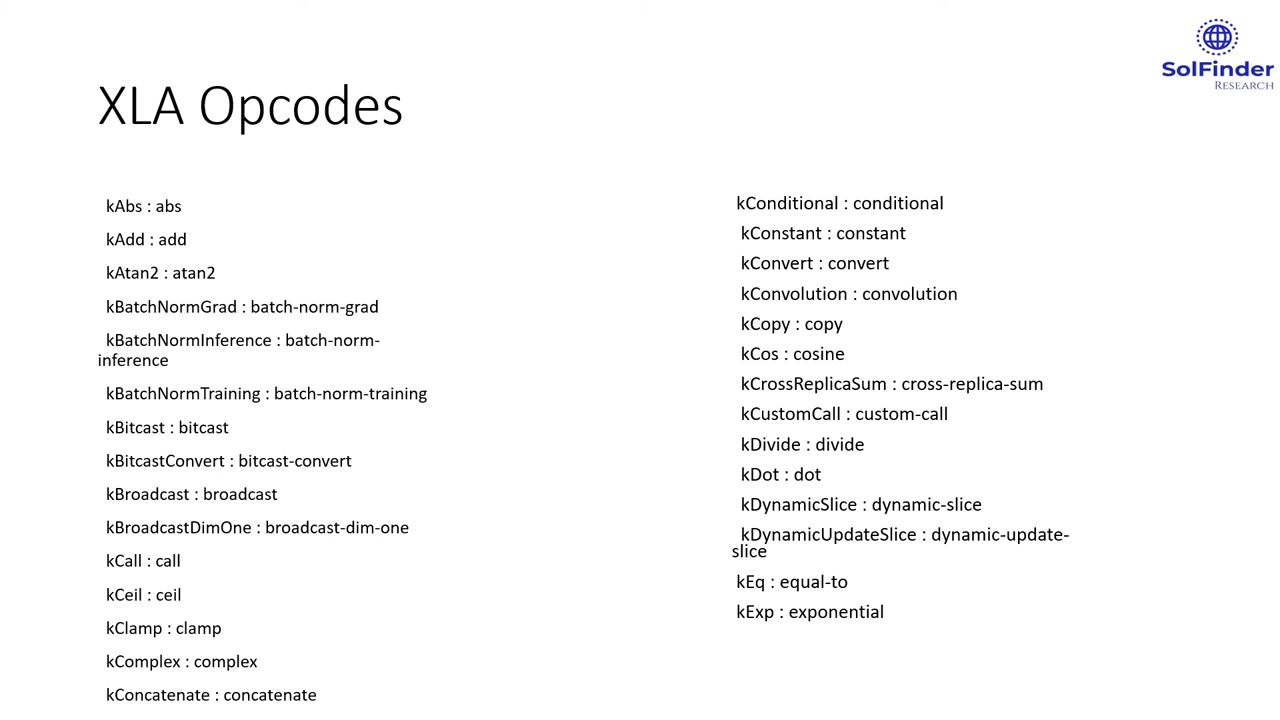 SolFinder
RESEARCH
XLA Opcodes
kAbs : abs
kAdd : add
kAtan2 : atan2
kBatchNormGrad : batch-norm-grad
kBatchNormInference : batch-norm-
inference
kBatchNormTraining : batch-norm-training
kBitcast : bitcast
kBitcastConvert : bitcast-convert
kBroadcast : broadcast
kBroadcastDimOne : broadcast-dim-one
kCall : call
kCeil : ceil
kClamp : clamp
kComplex : complex
kConcatenate : concatenate
kConditional : conditional
kConstant : constant
kConvert : convert
kConvolution : convolution
kCopy : copy
kCos : cosine
kCrossReplicaSum : cross-replica-sum
kCustomCall : custom-call
kDivide : divide
kDot : dot
kDynamicSlice : dynamic-slice
kDynamicUpdateSlice : dynamic-update-
slice
kEq : equal-to
kExp : exponential